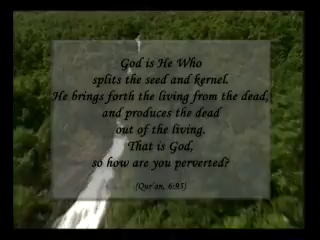 God is He Who
splits the seed and kernel.
He brings forth the living from the dead,
and produces the dead
out of the living.
That is God,
so how are you perverted?
(Qur'an, 6:95)